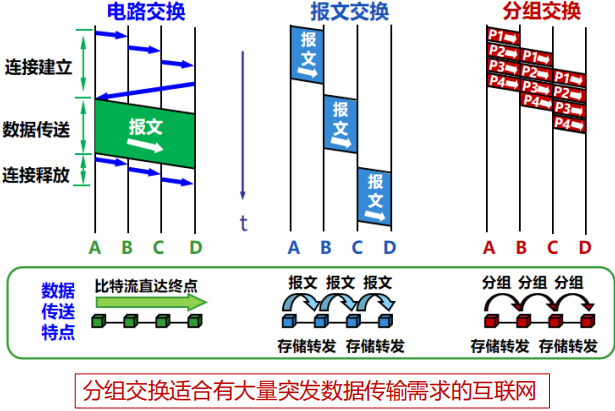 电路交换
报文交换
分组交换
连接建立
数据传送
连接释放
报文
报文
报文
报文
P1
P2
P3
P4
P1
P2
P3
P4
P1
P2
P3
P4
t
A B C D
A B C D
A B C D
数据
传送
特点
比特流直达终点
报文 报文 报文
存储转发 存储转发
分组 分组 分组
存储转发 存储转发
分组交换适合有大量突发数据传输需求的互联网